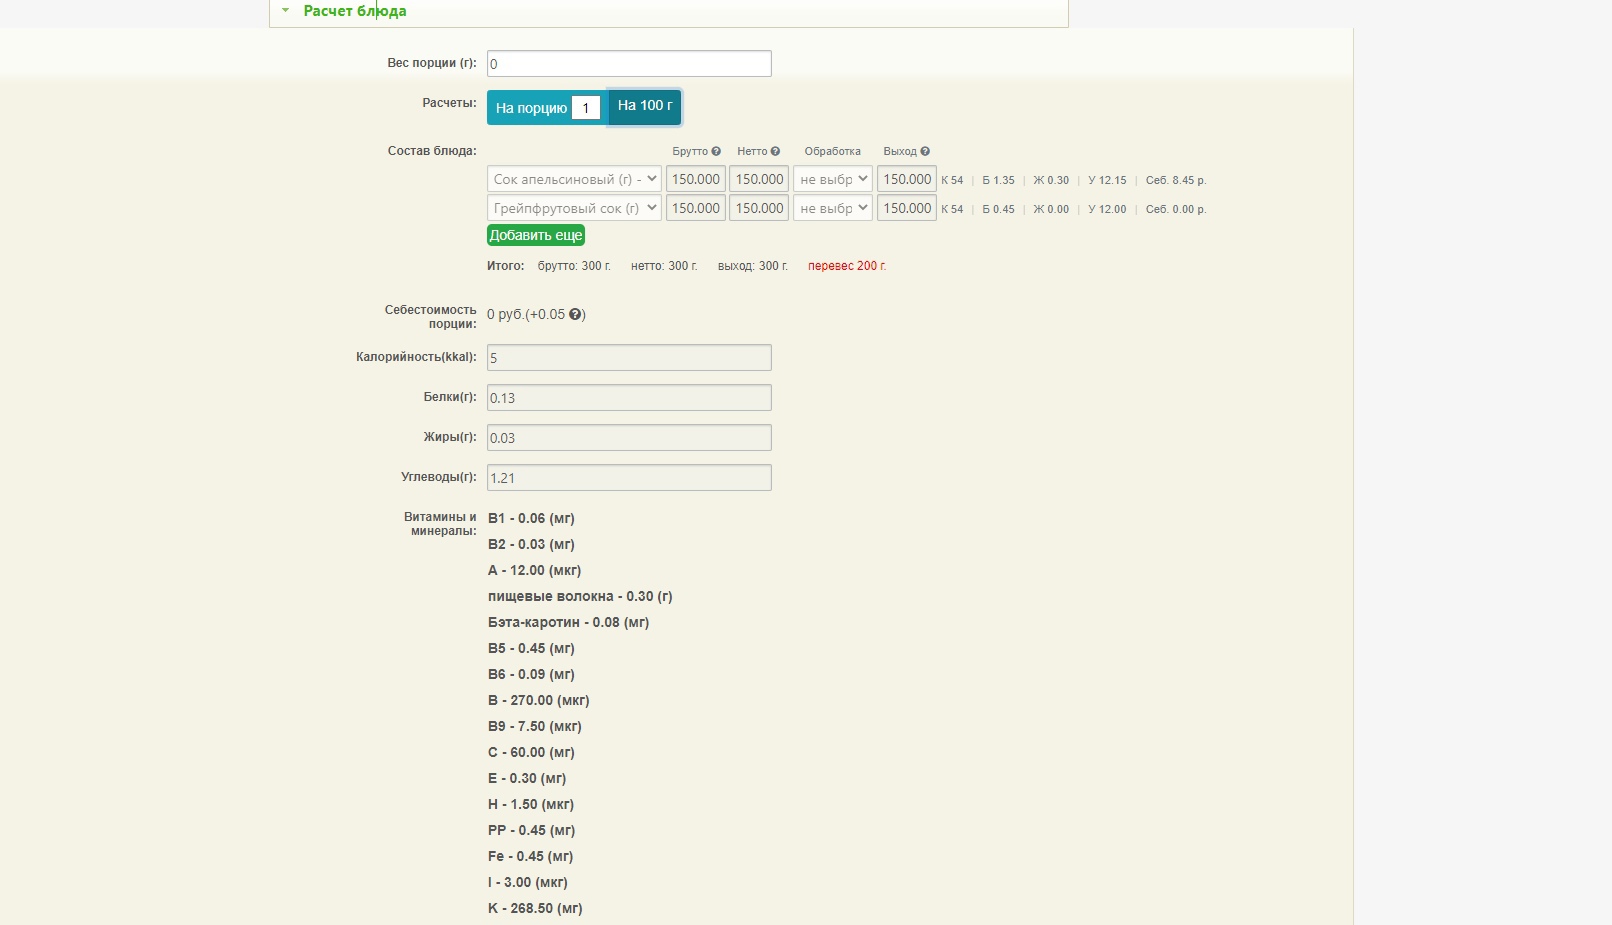 Расчет блюда
Вес порции (г): 0
Расчеты: На порцию 1 На 100 г
Состав блюда: Брутто Нетто Обработка Выход
Сок апельсиновый (г) - 150.000 150.000 не выбр 150.000 К 54 | Б 1.35 | Ж 0.30 | У 12.15 | Себ. 8.45 р.
Грейпфрутовый сок (г) 150.000 150.000 не выбр 150.000 К 54 | Б 0.45 | Ж 0.00 | У 12.00 | Себ. 0.00 р.
Добавить еще
Итого: брутто: 300 г. нетто: 300 г. выход: 300 г. перевес 200 г.
Себестоимость
порции: 0 руб.(+0.05 ?)
Калорийность(kkal): 5
Белки(г): 0.13
Жиры(г): 0.03
Углеводы(г): 1.21
Витамины и
минералы:
B1 - 0.06 (мг)
B2 - 0.03 (мг)
A - 12.00 (мкг)
пищевые волокна - 0.30 (г)
Бэта-каротин - 0.08 (мг)
B5 - 0.45 (мг)
B6 - 0.09 (мг)
B - 270.00 (мкг)
B9 - 7.50 (мкг)
C - 60.00 (мг)
E - 0.30 (мг)
H - 1.50 (мкг)
PP - 0.45 (мг)
Fe - 0.45 (мг)
I - 3.00 (мкг)
K - 268.50 (мг)